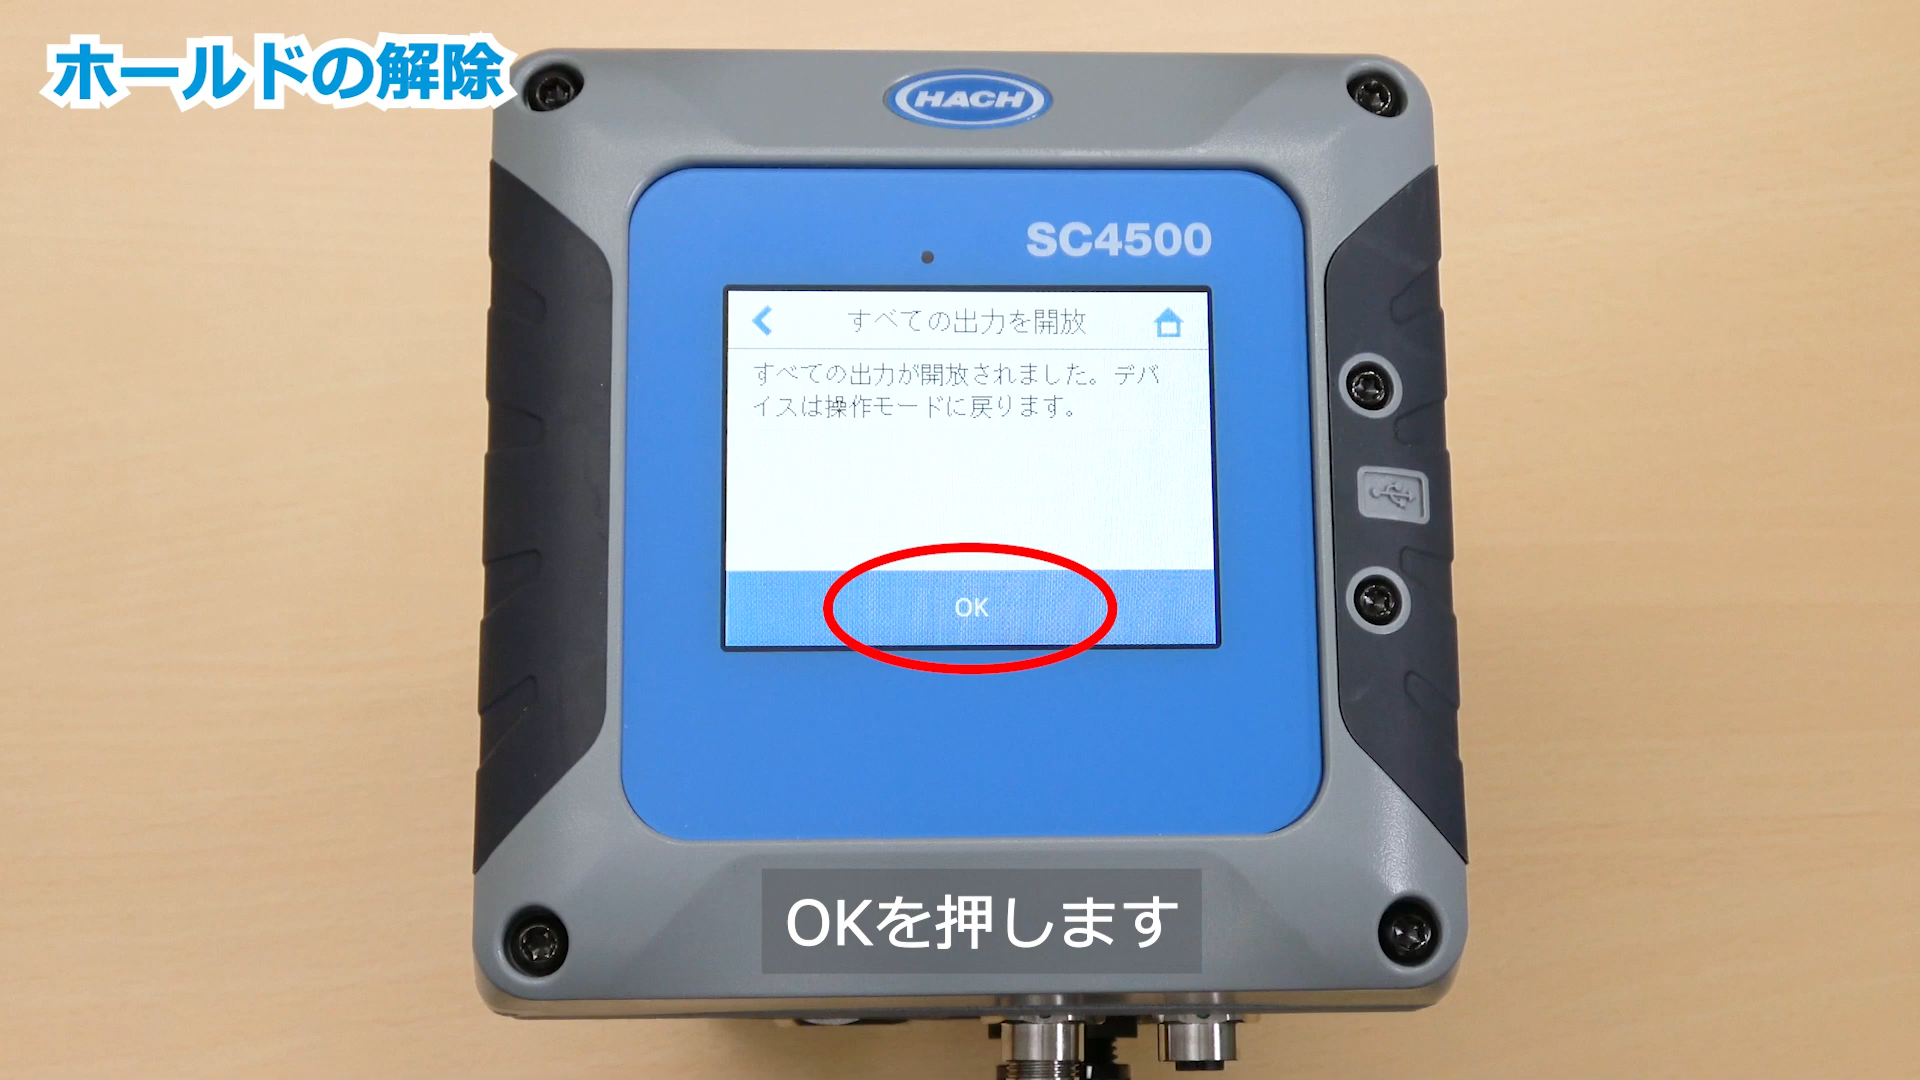 ホールドの解除
HACH
SC4500
すべての出力を開放
すべての出力が開放されました。デバ
イスは操作モードに戻ります。
OK
OKを押します